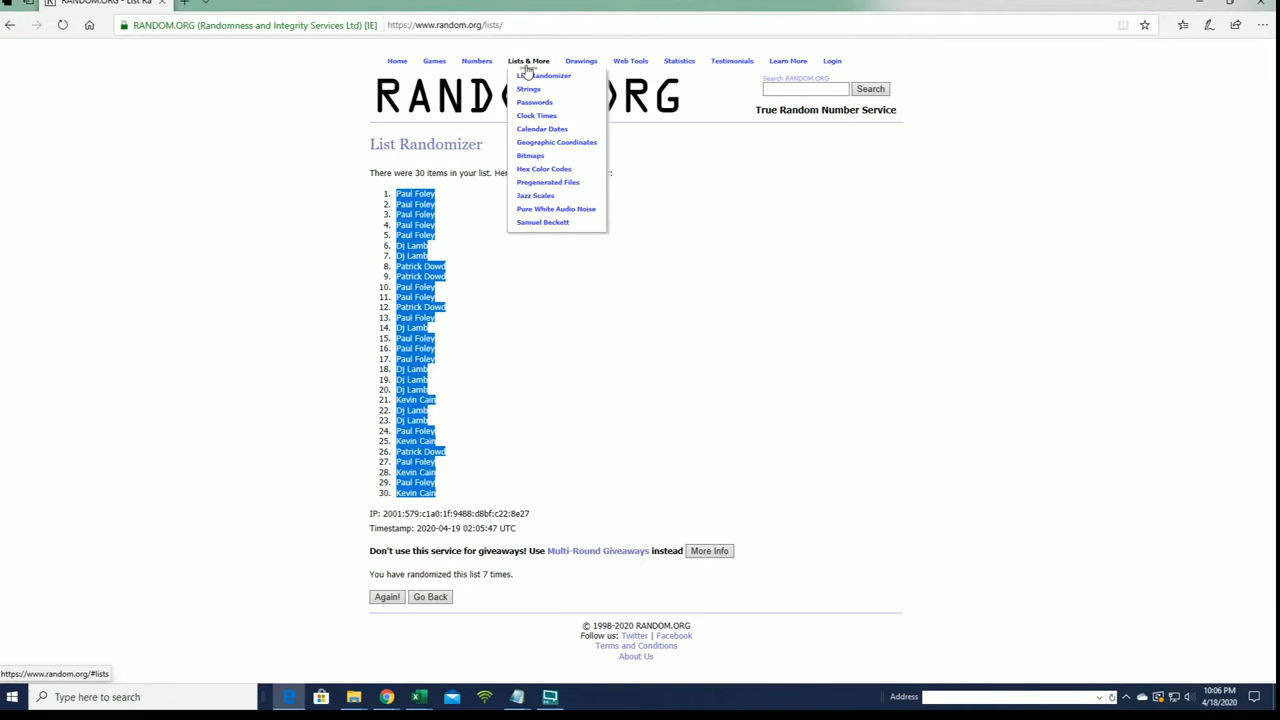 RANDOM.ORG - List Ra
RANDOM.ORG (Randomness and Integrity Services Ltd) [IE]
https://www.random.org/lists/
Home Games Numbers Lists & More Drawings Web Tools Statistics Testimonials Learn More Login
Search RANDOM.ORG
Search
True Random Number Service
Strings
Passwords
Clock Times
Calendar Dates
Geographic Coordinates
Bitmaps
Hex Color Codes
Pregenerated Files
Jazz Scales
Pure White Audio Noise
Samuel Beckett
List Randomizer
There were 30 items in your list. Her
1. Paul Foley
2. Paul Foley
3. Paul Foley
4. Paul Foley
5. Paul Foley
6. Dj Lamb
7. Dj Lamb
8. Patrick Dowd
9. Patrick Dowd
10. Paul Foley
11. Paul Foley
12. Patrick Dowd
13. Paul Foley
14. Dj Lamb
15. Paul Foley
16. Paul Foley
17. Paul Foley
18. Dj Lamb
19. Dj Lamb
20. Dj Lamb
21. Kevin Cain
22. Dj Lamb
23. Dj Lamb
24. Paul Foley
25. Kevin Cain
26. Patrick Dowd
27. Paul Foley
28. Kevin Cain
29. Paul Foley
30. Kevin Cain
IP: 2001:579:c1a0:1f:9488:d8bf:c22:8e27
Timestamp: 2020-04-19 02:05:47 UTC
Don't use this service for giveaways! Use Multi-Round Giveaways instead More Info
You have randomized this list 7 times.
Again! Go Back
© 1998-2020 RANDOM.ORG
Follow us: Twitter | Facebook
Terms and Conditions
About Us
https://www.random.org/#lists
Type here to search
Address
10:06 PM
4/18/2020